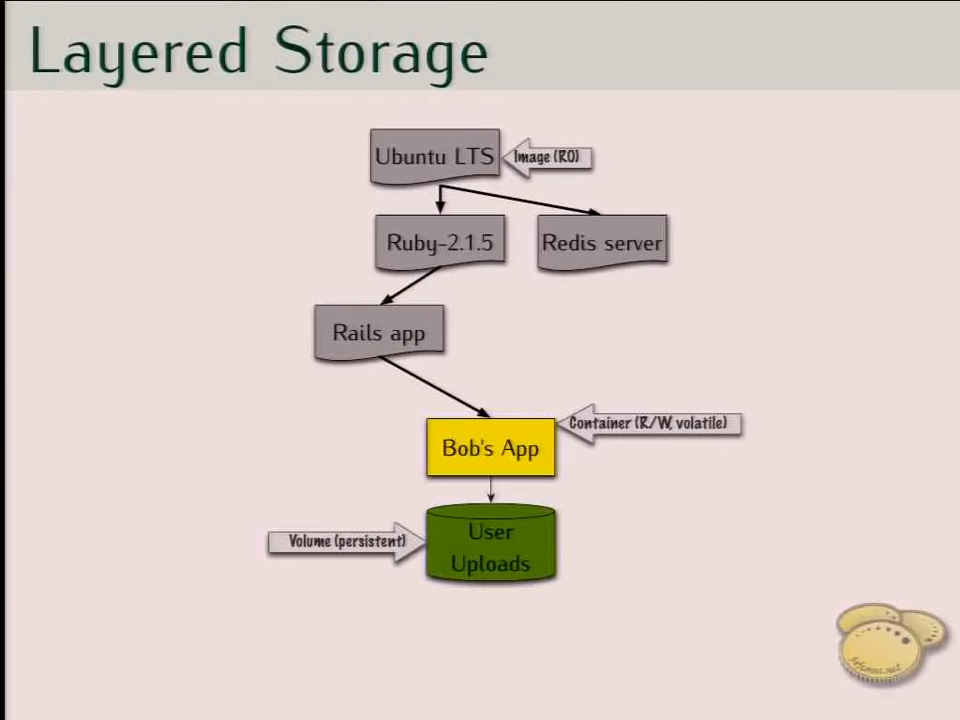 Layered Storage
Ubuntu LTS
Image (RO)
Ruby-2.1.5
Redis server
Rails app
Container (R/W, volatile)
Bob's App
Volume (persistent)
User
Uploads